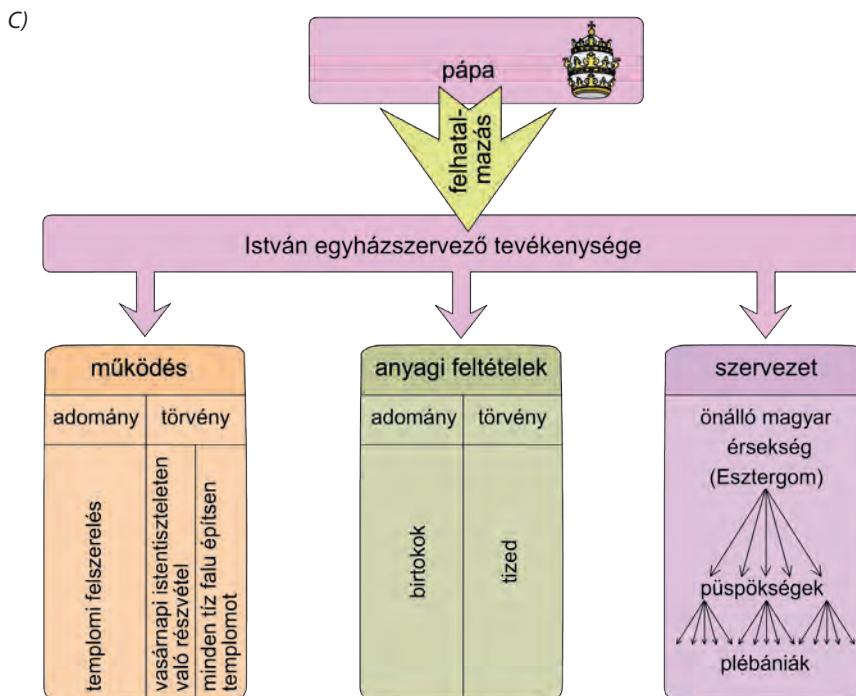 C)
pápa
felhatal-
mazás
István egyházszervező tevékenysége
működés
adomány
törvény
templomi felszerelés
vasárnapi istentiszteleten
való részvétel
minden tíz falu építsen
templomot
anyagi feltételek
adomány
törvény
birtokok
tized
szervezet
önálló magyar
érsekség
(Esztergom)
püspökségek
plébániák